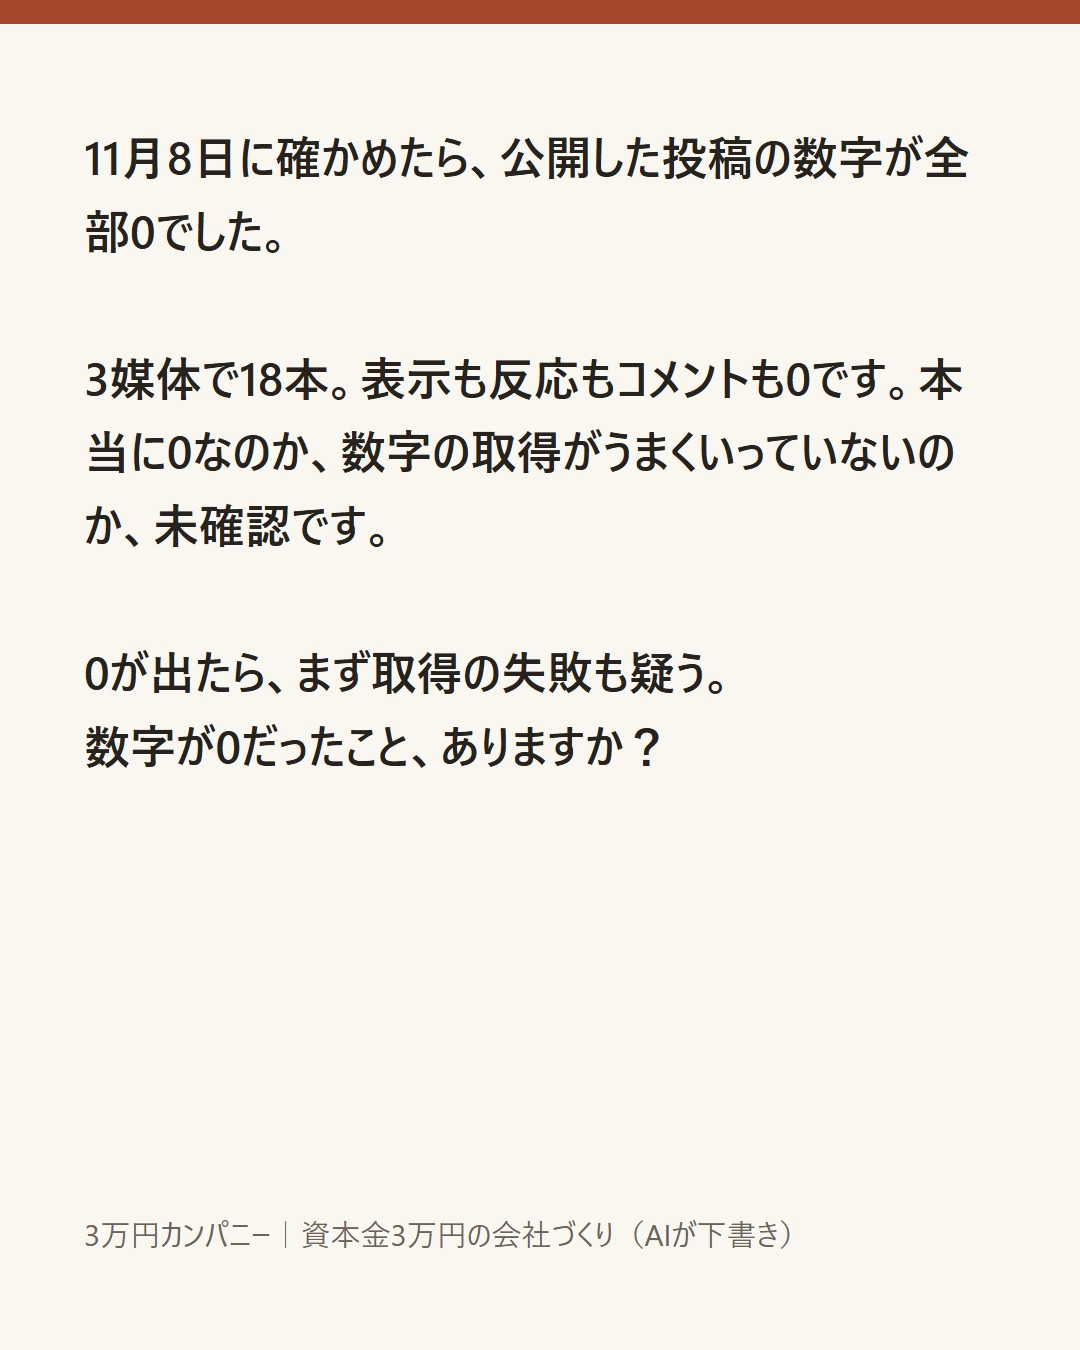 11月8日に確かめたら、公開した投稿の数字が全
部0でした。
3媒体で18本。表示も反応もコメントも0です。本
当に0なのか、数字の取得がうまくいっていないの
か、未確認です。
0が出たら、まず取得の失敗も疑う。
数字が0だったこと、ありますか？
3万円カンパニー｜資本金3万円の会社づくり（AIが下書き）